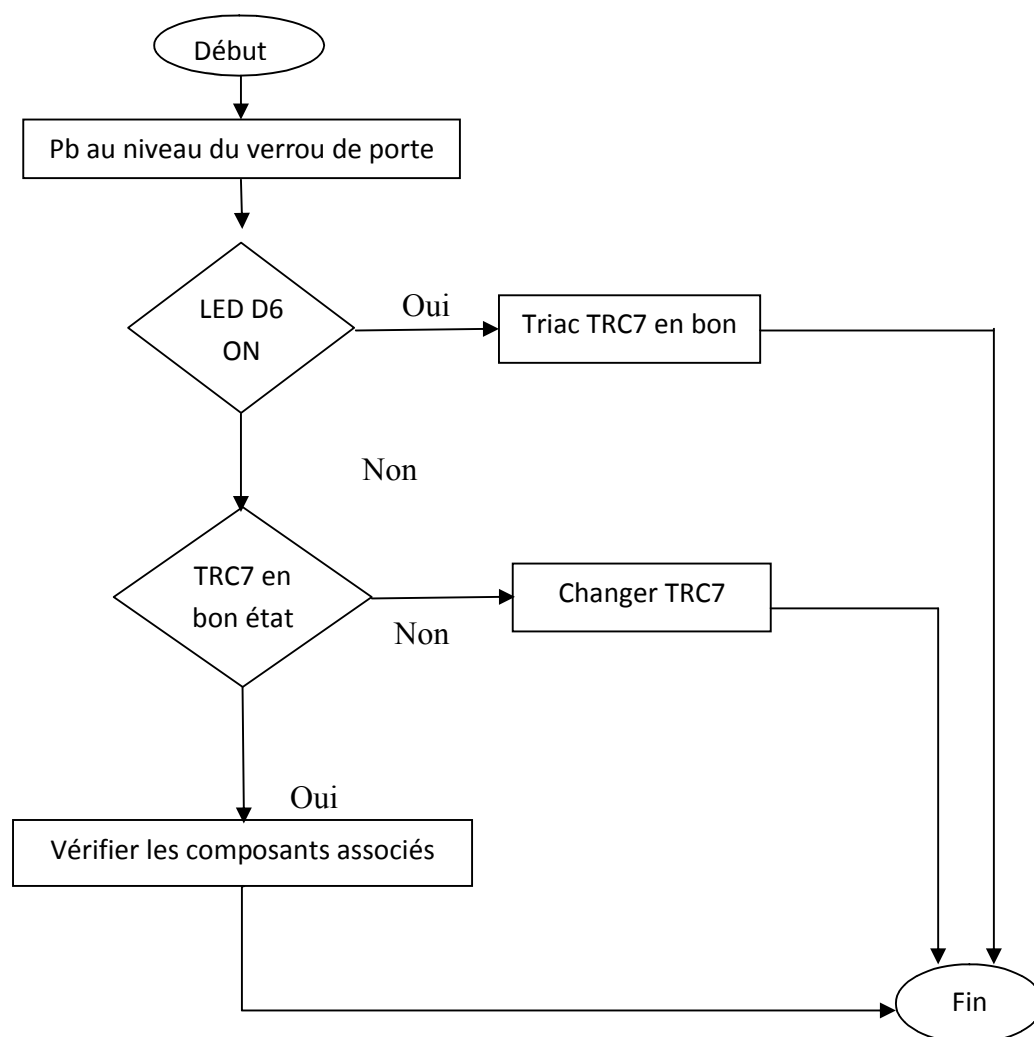 Début
Pb au niveau du verrou de porte
LED D6
ON
Oui
Triac TRC7 en bon
Non
TRC7 en
bon état
Non
Changer TRC7
Oui
Vérifier les composants associés
Fin